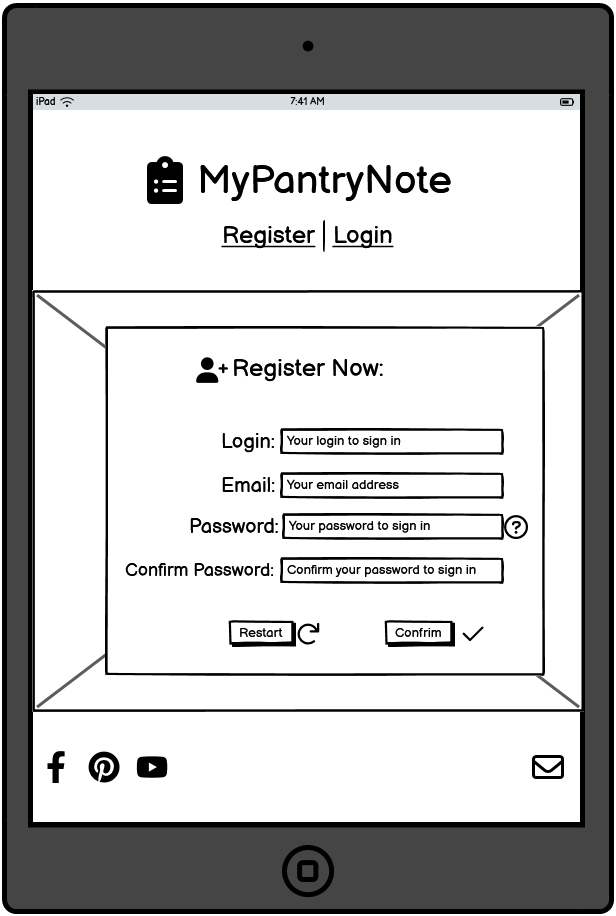 iPad 7:41 AM
MyPantryNote
Register | Login
Register Now:
Login: Your login to sign in
Email: Your email address
Password: Your password to sign in ?
Confirm Password: Confirm your password to sign in
Restart Confrim